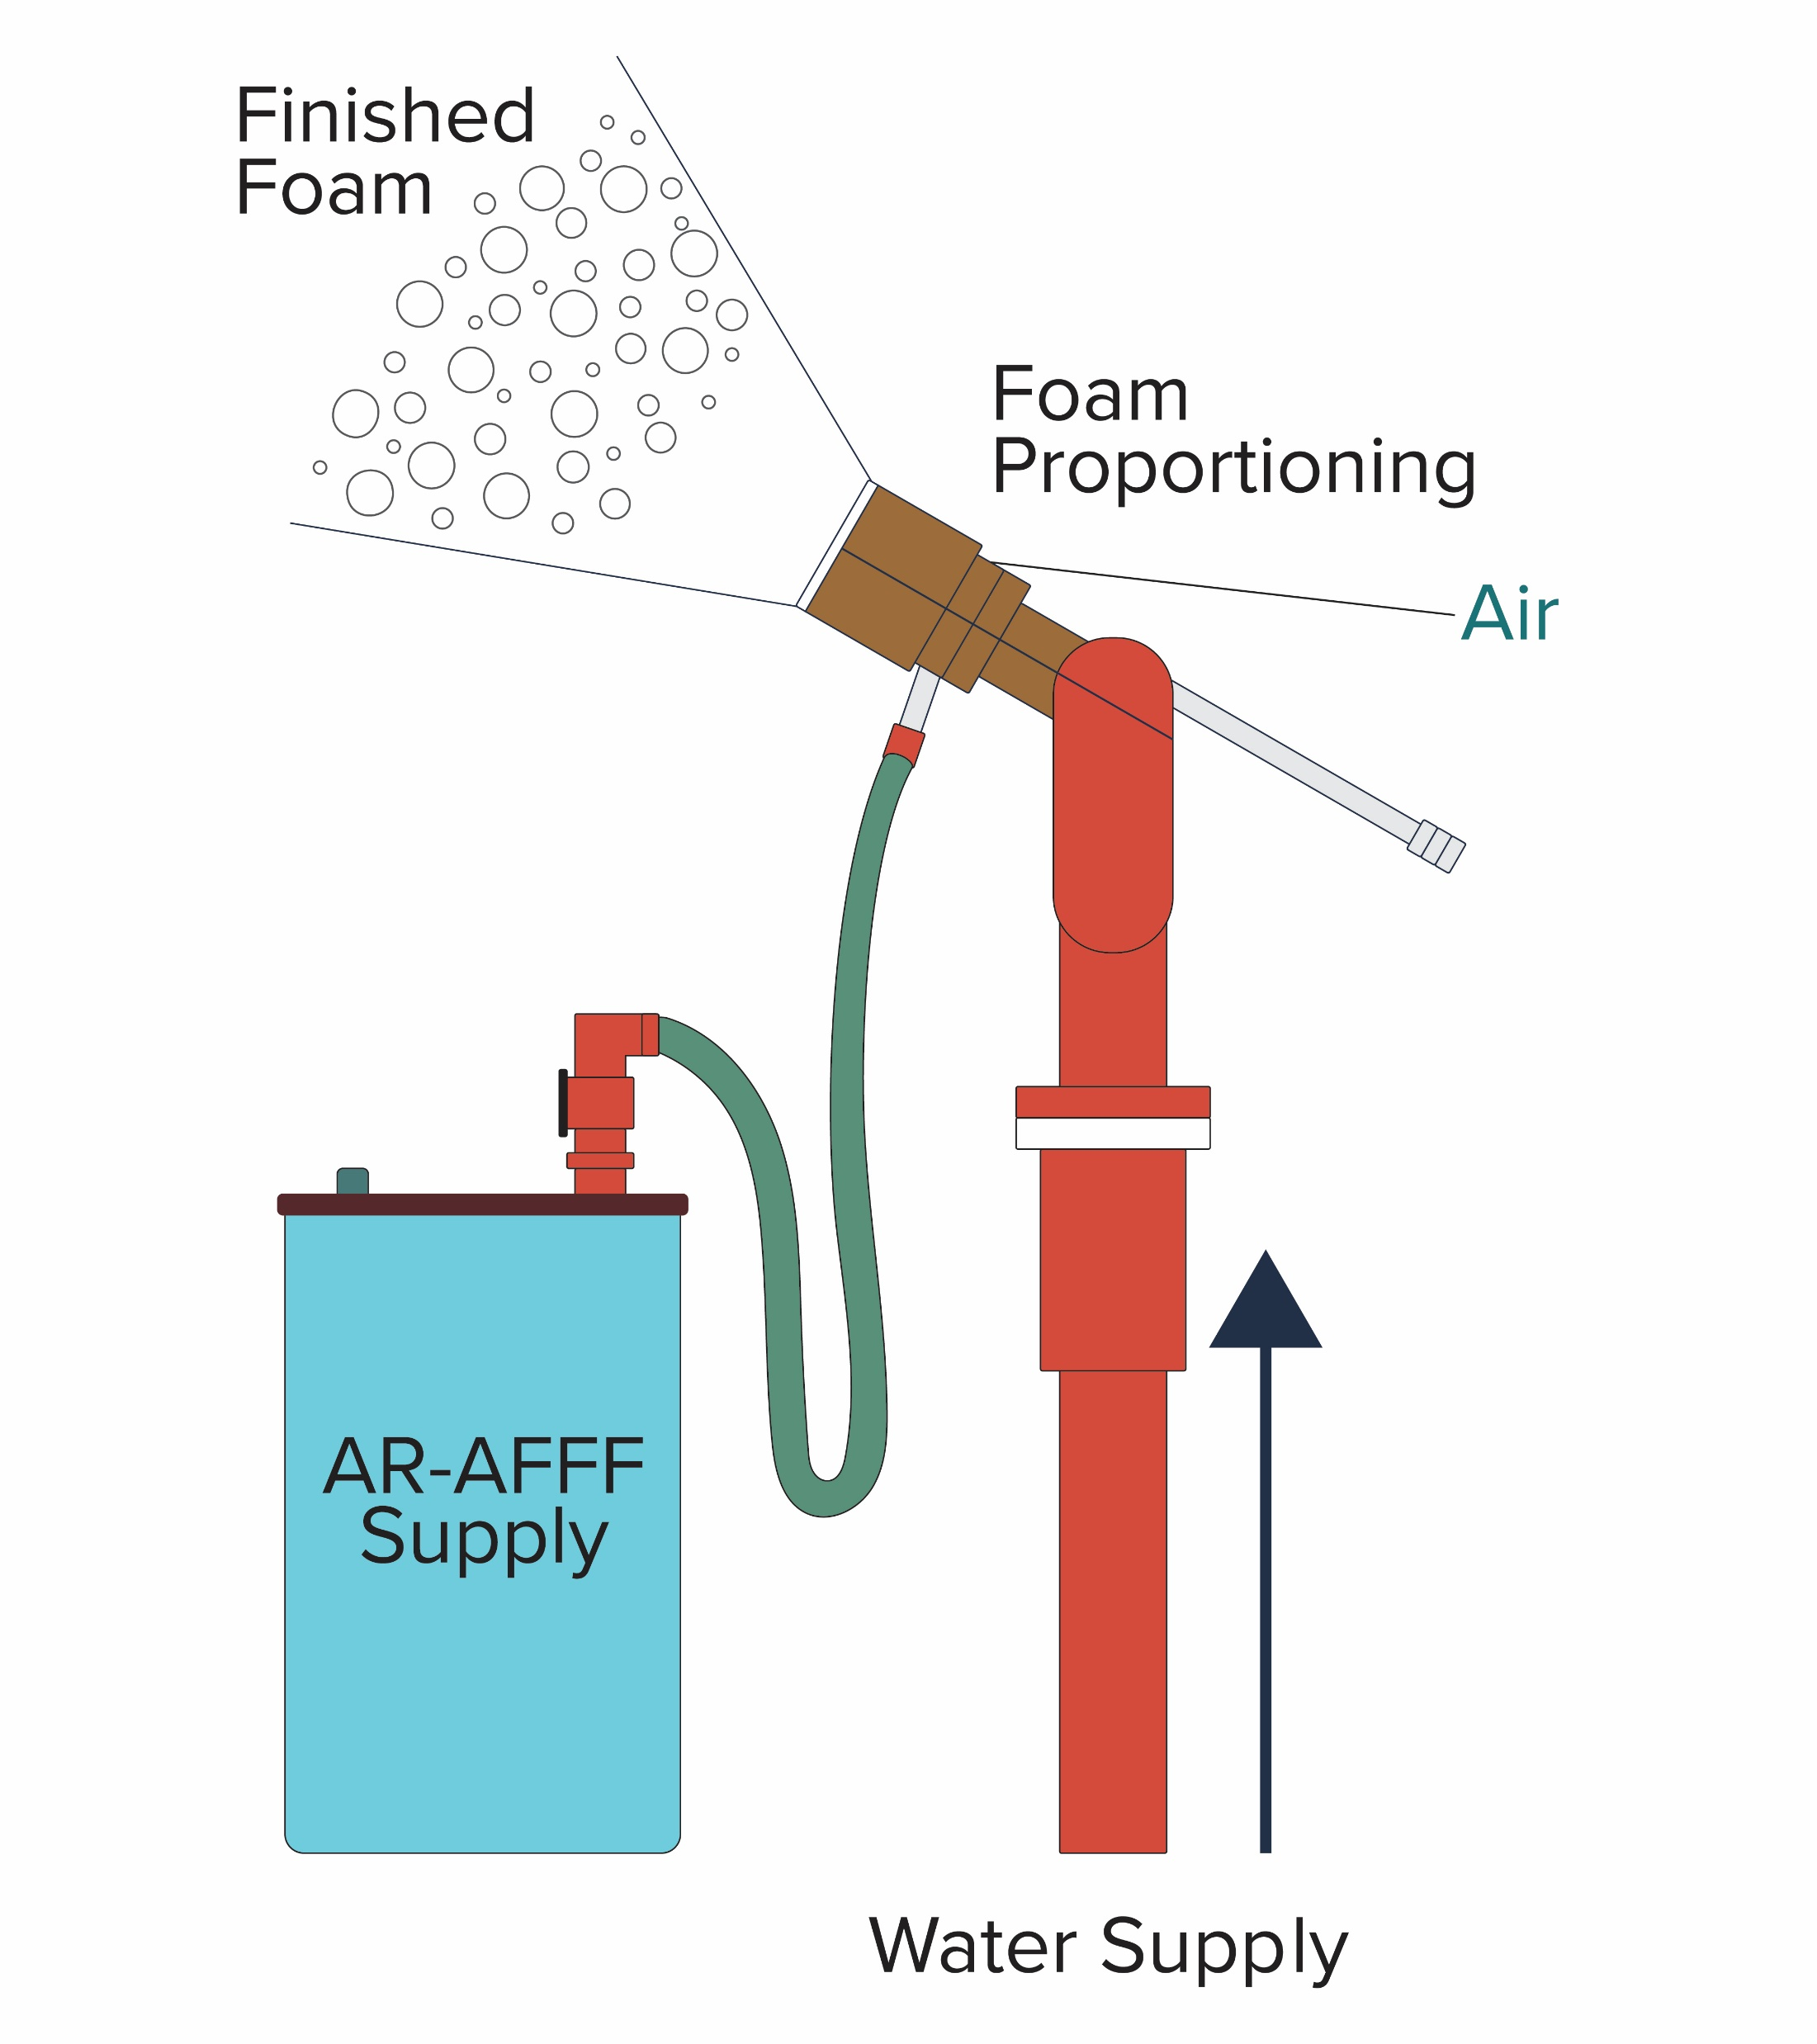 Finished
Foam
Foam
Proportioning
Air
AR-AFFF
Supply
Water Supply